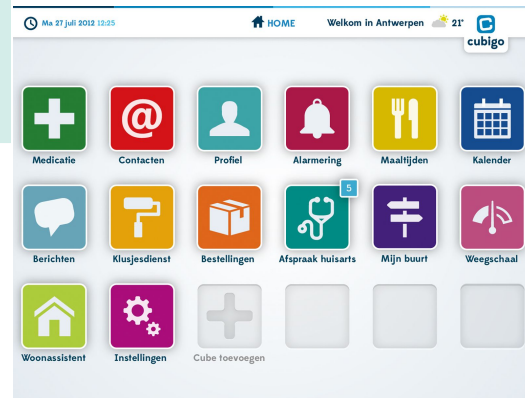 Ma 27 juli 2012 12:25 HOME Welkom in Antwerpen 21° cubigo
@
Medicatie Contacten Profiel Alarmering Maaltijden Kalender
5
Berichten Klusjesdienst Bestellingen Afspraak huisarts Mijn buurt Weegschaal
Woonassistent Instellingen Cube toevoegen